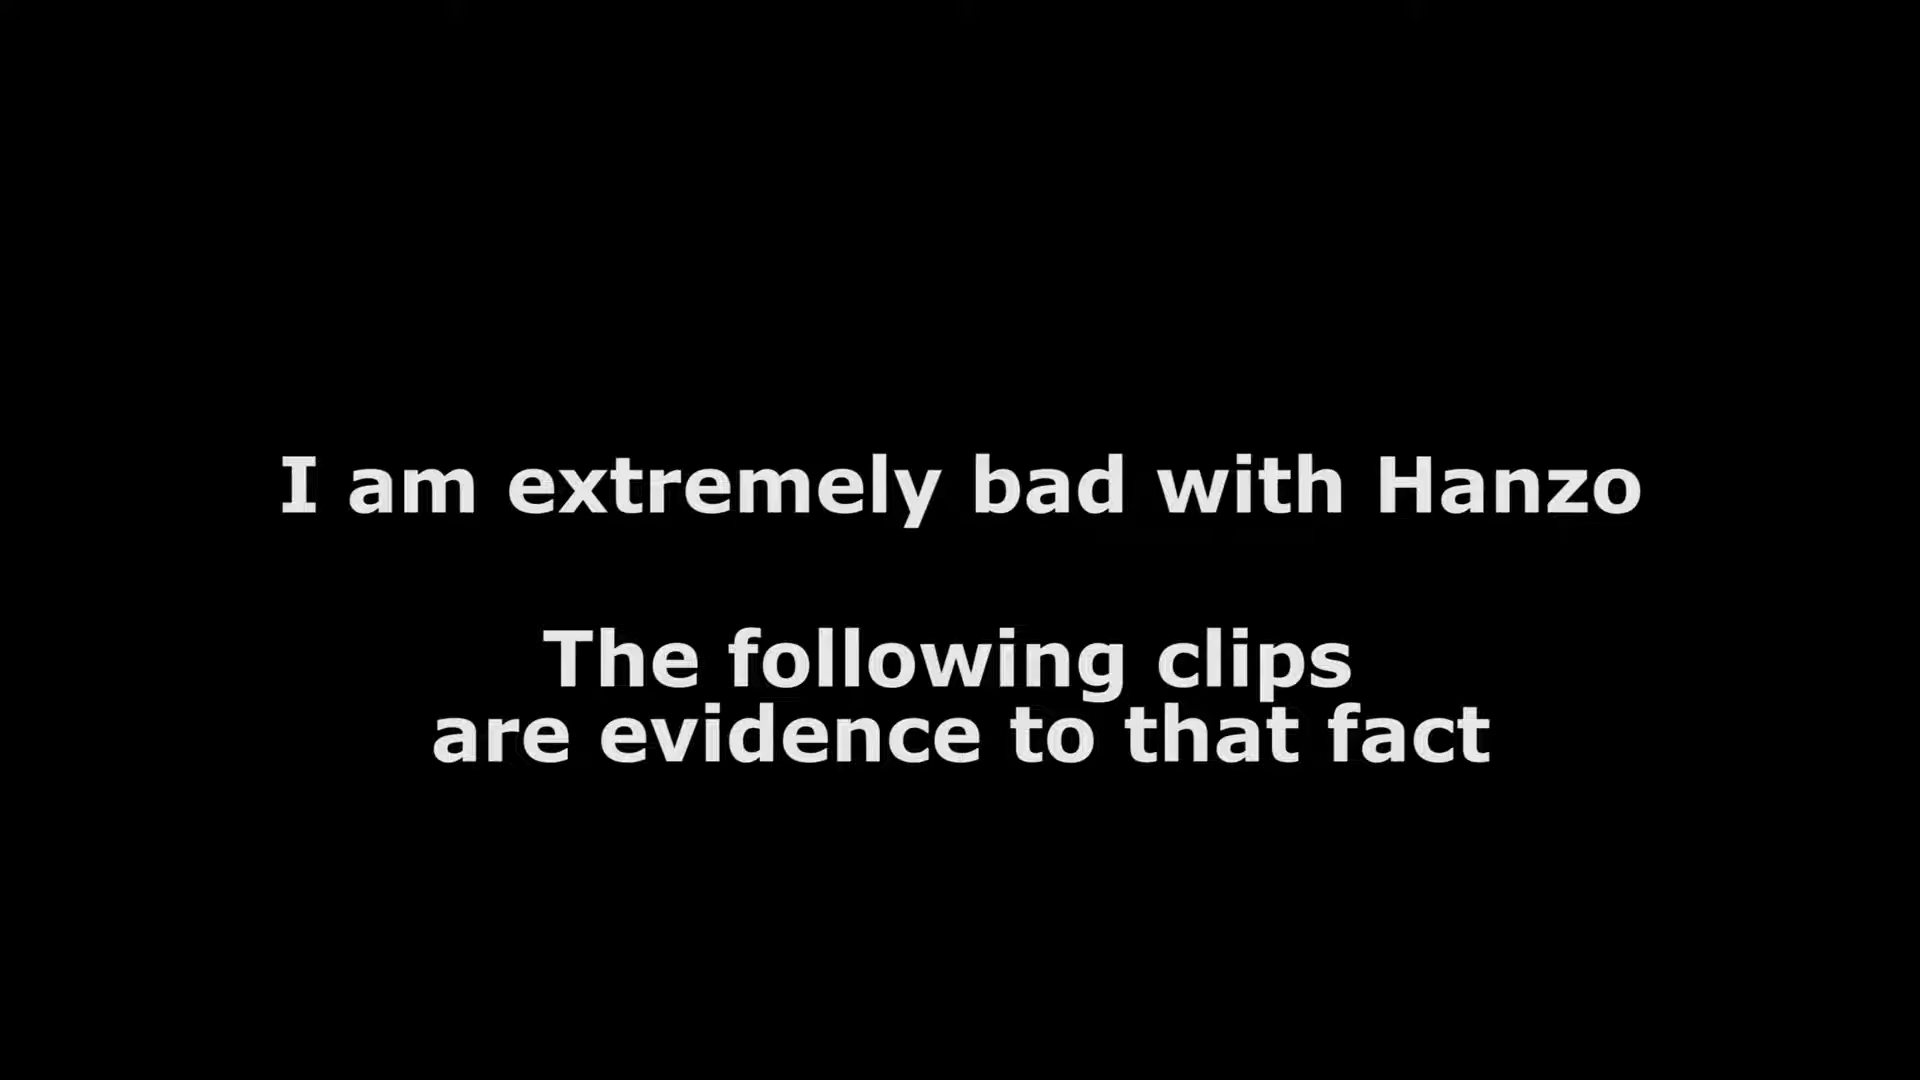 I am extremely bad with Hanzo
The following clips
are evidence to that fact